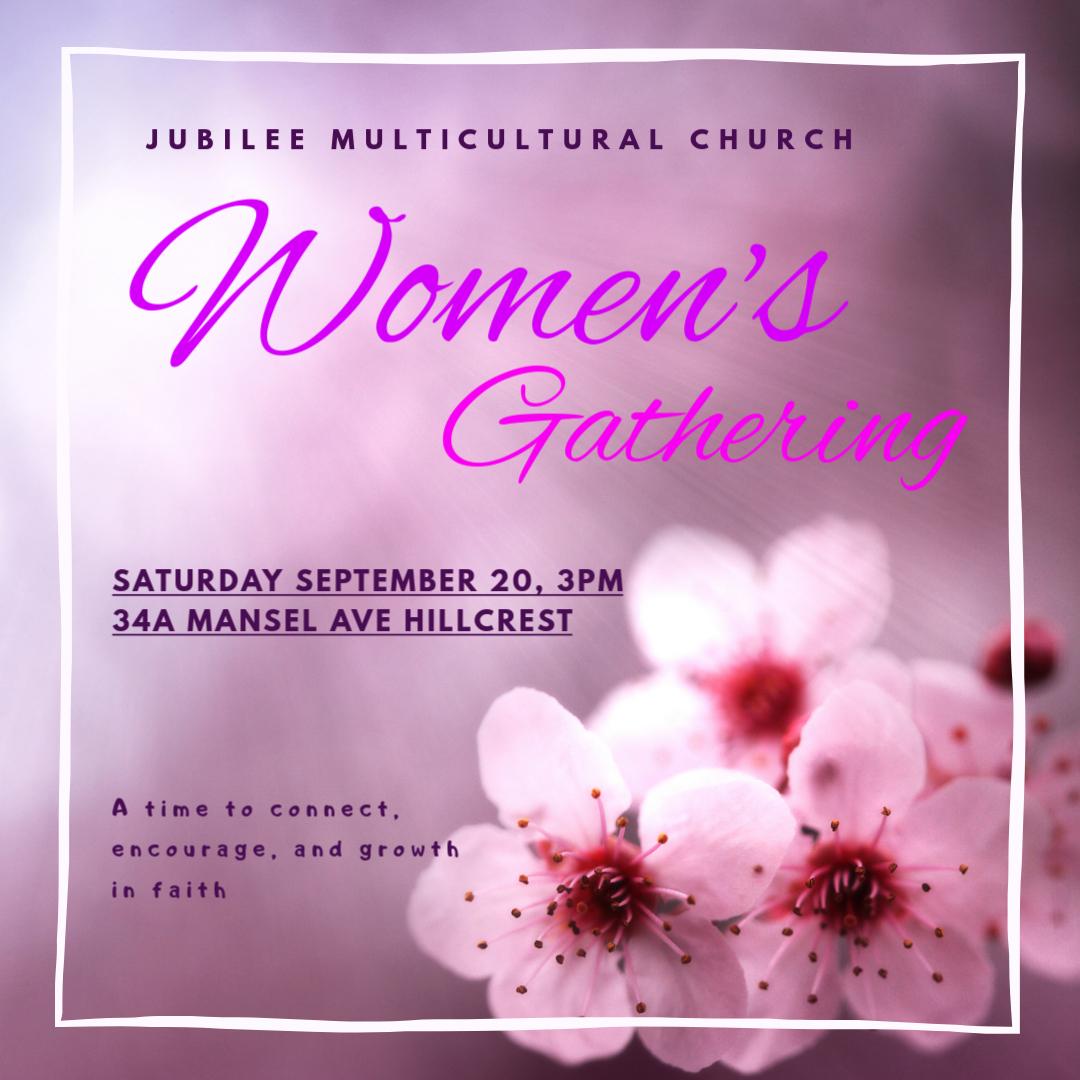 JUBILEE MULTICULTURAL CHURCH
Women's
Gathering
SATURDAY SEPTEMBER 20, 3PM
34A MANSEL AVE HILLCREST
A time to connect,
encourage, and growth
in faith